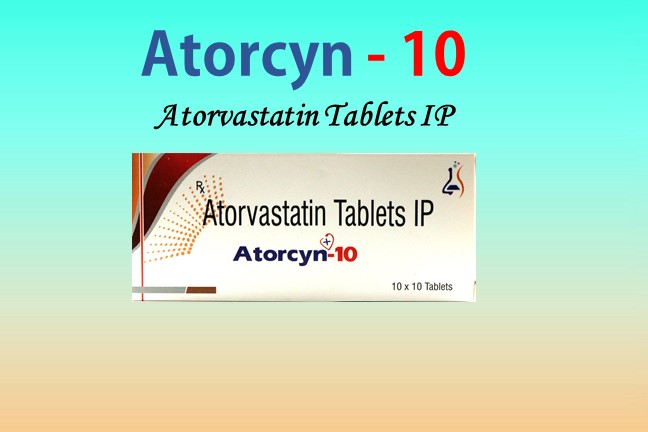 Atorcyn - 10
Atorvastatin Tablets IP
Rx
Atorvastatin Tablets IP
Atorcyn-10
10 x 10 Tablets